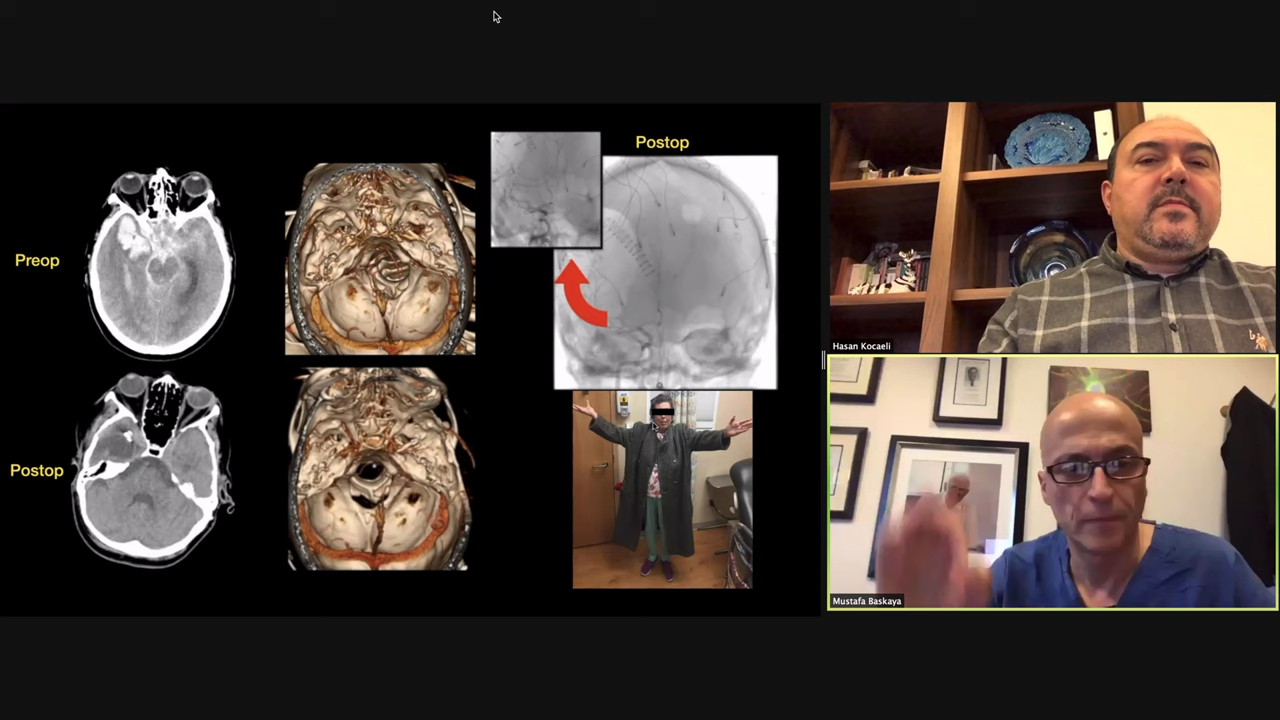 Postop
Preop
Postop
Hasan Kocaeli
Mustafa Baskaya